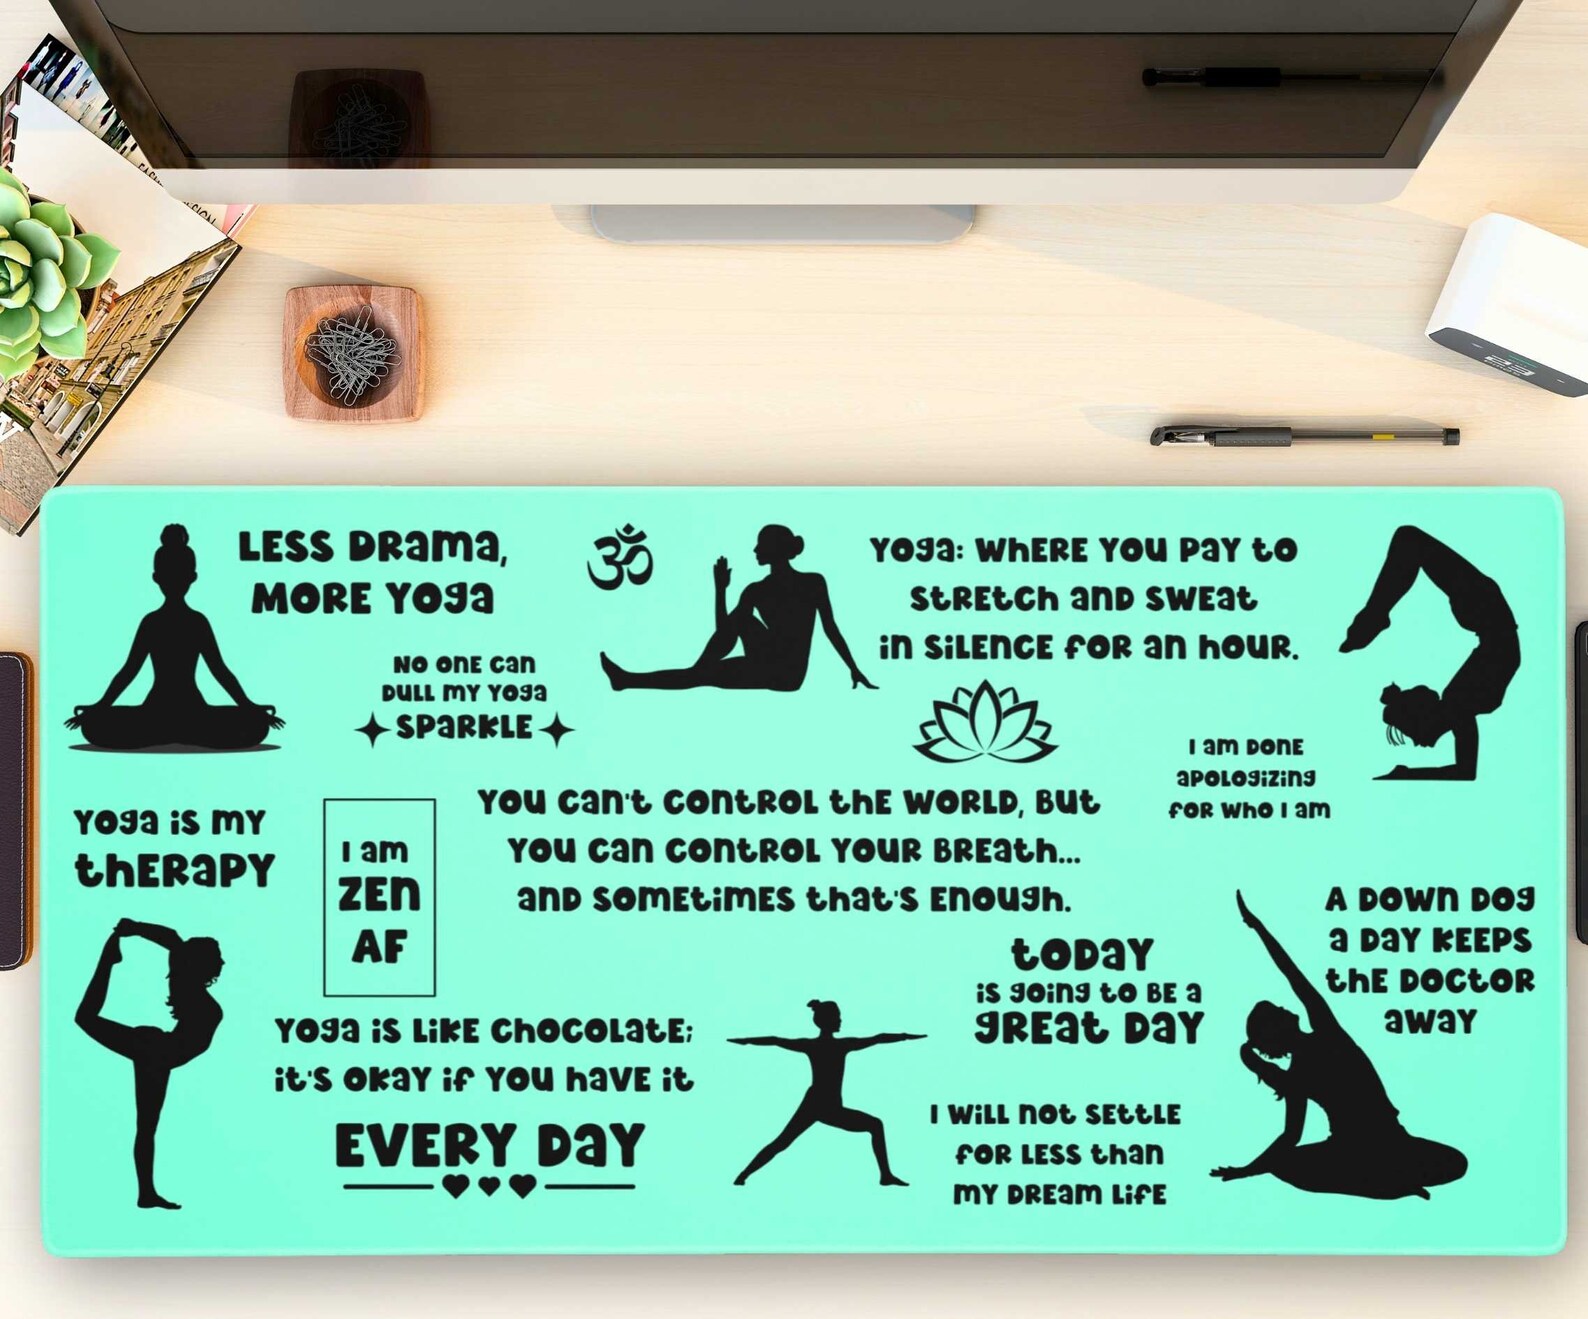 LESS DRama,
MORE YOga
NO ONE Can
DULL MY YOga
SPaRKLE
ॐ
YOga: WhERE YOU Pay to
stREtCh anD SWEat
in SiLENCE FOR an hOUR.
I am DONE
apOLOgizing
FOR WhO I am
YOga iS MY
thERaPY
I am
ZEN
AF
YOU Can't COntROL thE WORLD, BUt
YOU Can COntROL YOUR BREath...
anD SOmEtimES that's ENOUgh.
tODay
iS gOing tO BE a
gREat Day
A DOWN DOg
a Day KEEPS
thE DOCtOR
away
YOga iS LiKE ChOCOLatE;
it's OKay iF YOU haVE it
EVERY Day
I WiLL nOt SEttLE
FOR LESS than
MY DREam LiFE